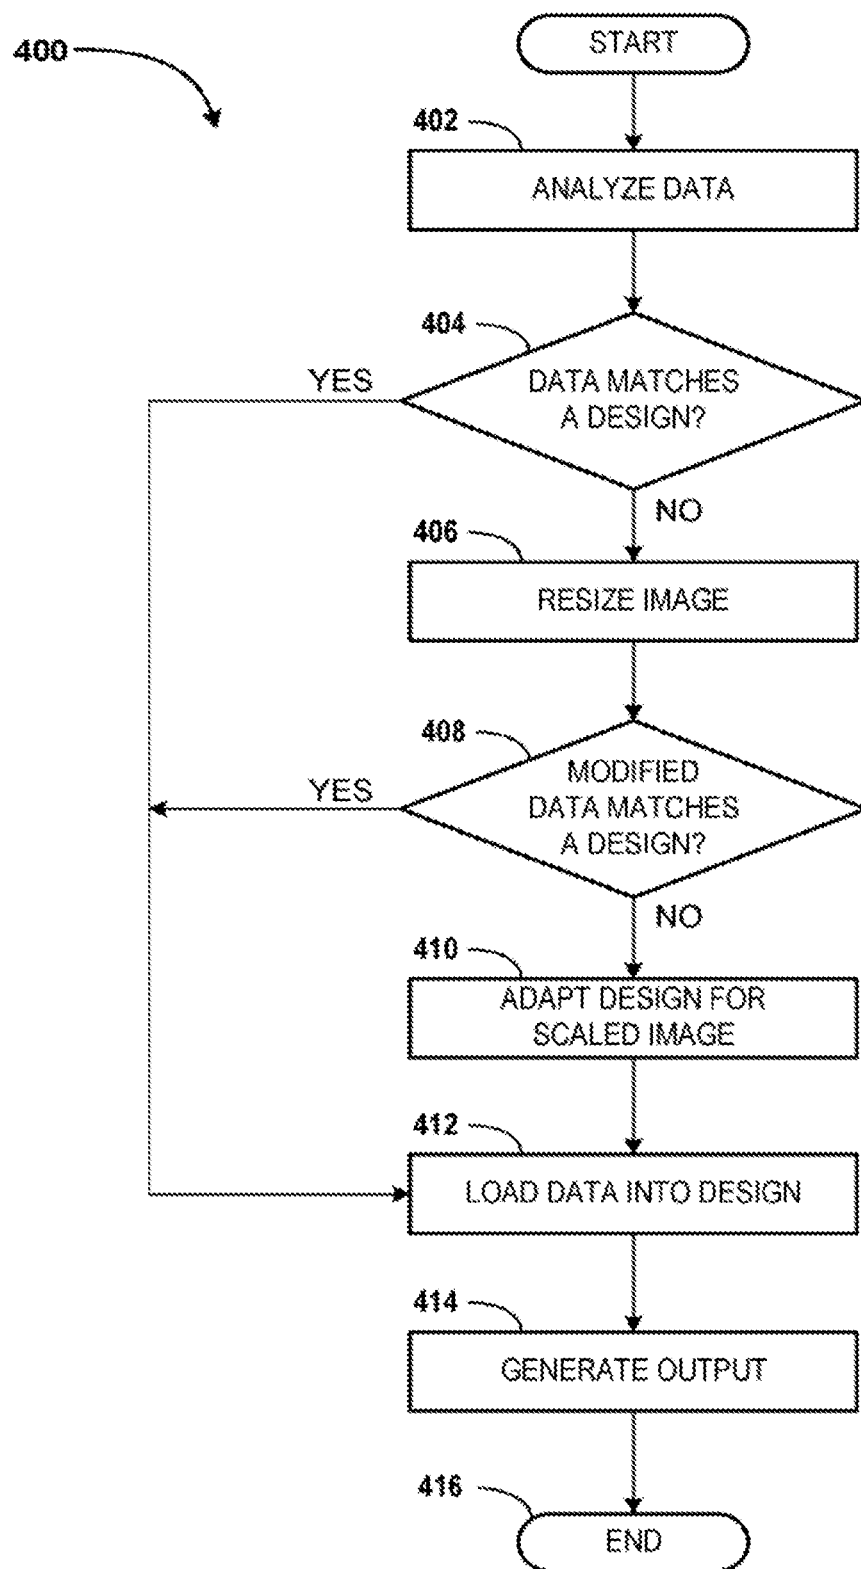 400
START
402
ANALYZE DATA
404
DATA MATCHES
A DESIGN?
YES
NO
406
RESIZE IMAGE
408
MODIFIED
DATA MATCHES
A DESIGN?
YES
NO
410
ADAPT DESIGN FOR
SCALED IMAGE
412
LOAD DATA INTO DESIGN
414
GENERATE OUTPUT
416
END